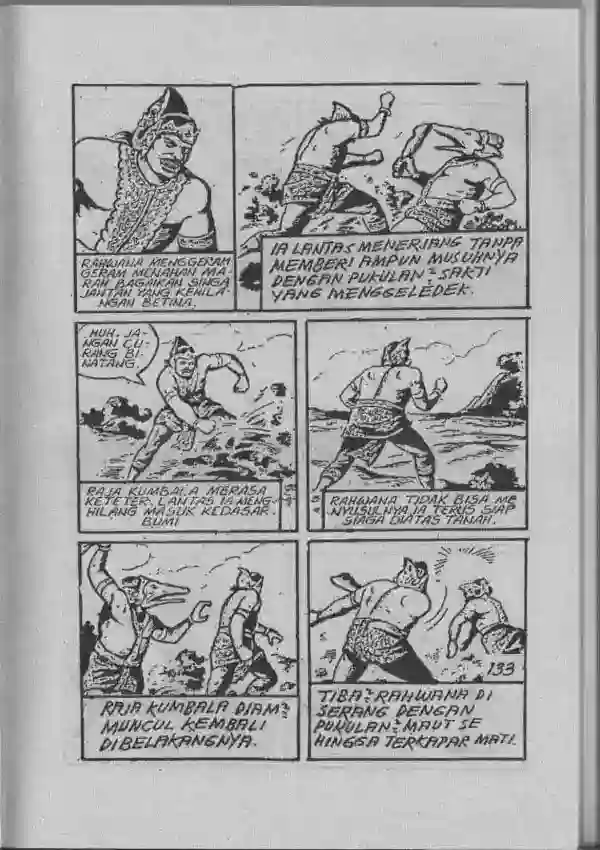 RAHWANA MENGGERAM
GERAM MENAHAN MA-
RAH BAGAIKAN SINGA
JANTAN YANG KEHILA-
NGAN BETINA.
IA LANTAS MENERJANG TANPA
MEMBERI AMPUN MUSUHNYA
DENGAN PUKULAN² SAKTI
YANG MENGGELEDEK.
HUH. JA-
NGAN CU-
RANG BI-
NATANG.
RAJA KUMBALA MERASA
KETETER. LANTAS IA MENG-
HILANG MASUK KEDASAR
BUMI
RAHWANA TIDAK BISA ME
NYUSULNYA. IA TERUS SIAP
SIAGA DIATAS TANAH.
RAJA KUMBALA DIAM²
MUNCUL KEMBALI
DIBELAKANGNYA.
133
TIBA² RAHWANA DI
SERANG DENGAN
PUKULAN² MAUT SE
HINGGA TERKAPAR MATI.